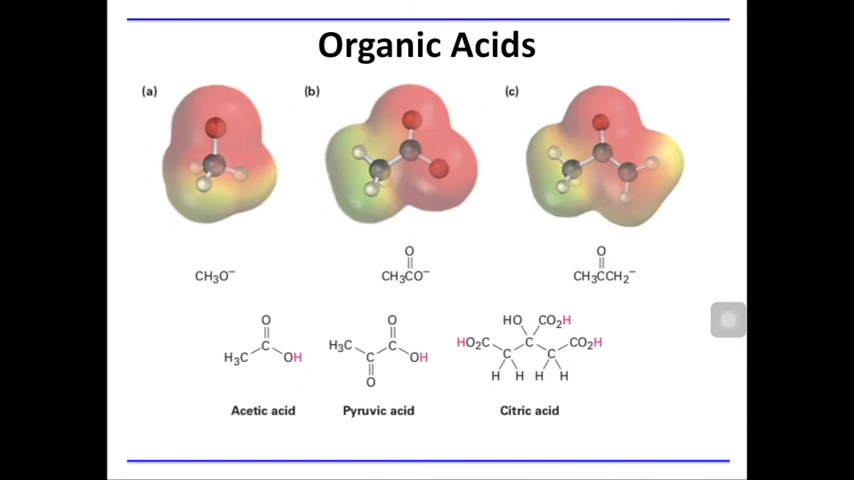 Organic Acids
(a) (b) (c)
O O
|| ||
CH₃O⁻ CH₃CO⁻ CH₃CCH₂⁻
O O HO CO₂H
|| ||
H₃C C OH H₃C C C OH HO₂C C C C CO₂H
|| H H H H
O
Acetic acid Pyruvic acid Citric acid